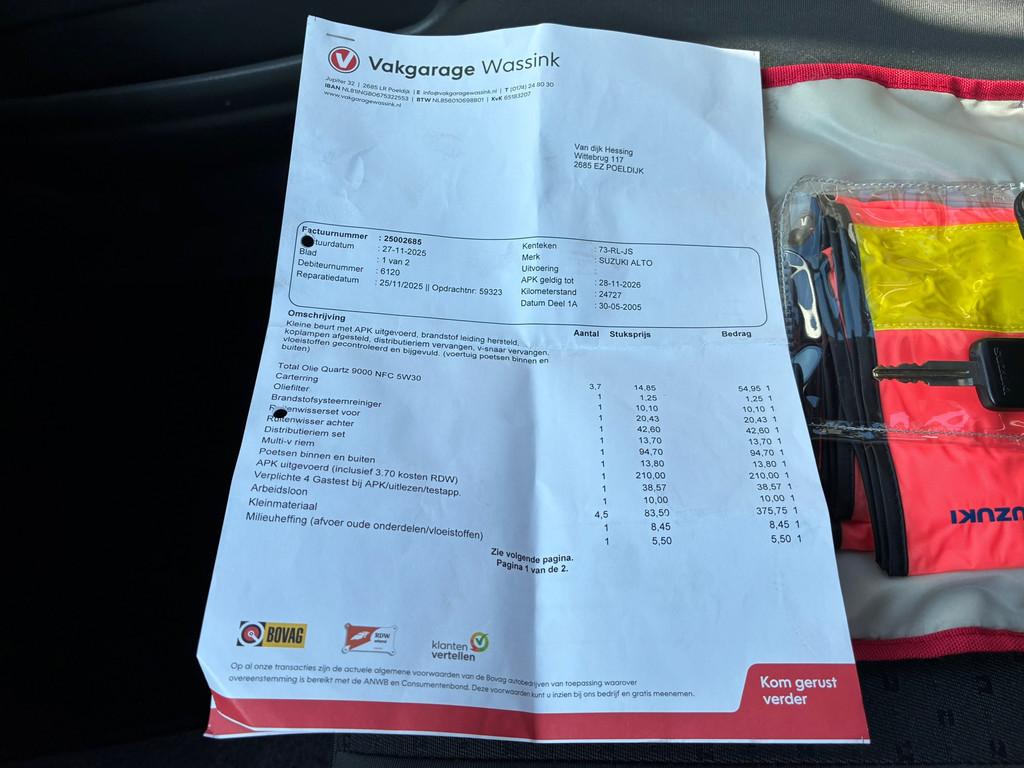 Vakgarage Wassink
Jupiter 32 | 2685 LR Poeldijk | E info@vakgaragewassink.nl | T (0174) 24 80 30
IBAN NL81INGB0675322553 | BTW NL856010698B01 | KvK 65183207
www.vakgaragewassink.nl
Van dijk Hessing
Wittebrug 117
2685 EZ POELDIJK
Factuurnummer : 25002685
tuurdatum : 27-11-2025
Blad : 1 van 2
Debiteurnummer : 6120
Reparatiedatum : 25/11/2025 || Opdrachtnr: 59323
Kenteken : 73-RL-JS
Merk : SUZUKI ALTO
Uitvoering :
APK geldig tot : 28-11-2026
Kilometerstand : 24727
Datum Deel 1A : 30-05-2005
Omschrijving Aantal Stuksprijs Bedrag
Kleine beurt met APK uitgevoerd, brandstof leiding hersteld,
koplampen afgesteld, distributieriem vervangen, v-snaar vervangen,
vloeistoffen gecontroleerd en bijgevuld. (voertuig poetsen binnen en
buiten)
Total Olie Quartz 9000 NFC 5W30 3,7 14,85 54,95 1
Carterring 1 1,25 1,25 1
Oliefilter 1 10,10 10,10 1
Brandstofsysteemreiniger 1 20,43 20,43 1
Ruitenwisserset voor 1 42,60 42,60 1
Ruitenwisser achter 1 13,70 13,70 1
Distributieriem set 1 94,70 94,70 1
Multi-v riem 1 13,80 13,80 1
Poetsen binnen en buiten 1 210,00 210,00 1
APK uitgevoerd (inclusief 3.70 kosten RDW) 1 38,57 38,57 1
Verplichte 4 Gastest bij APK/uitlezen/testapp. 1 10,00 10,00 1
Arbeidsloon 4,5 83,50 375,75 1
Kleinmateriaal 1 8,45 8,45 1
Milieuheffing (afvoer oude onderdelen/vloeistoffen) 1 5,50 5,50 1
Zie volgende pagina.
Pagina 1 van de 2.
BOVAG
RDW
klanten
vertellen
Op al onze transacties zijn de actuele algemene voorwaarden van de Bovag autobedrijven van toepassing waarover
overeenstemming is bereikt met de ANWB en Consumentenbond. Deze voorwaarden kunt u inzien bij ons bedrijf en gratis meenemen.
Kom gerust
verder
SUZUKI